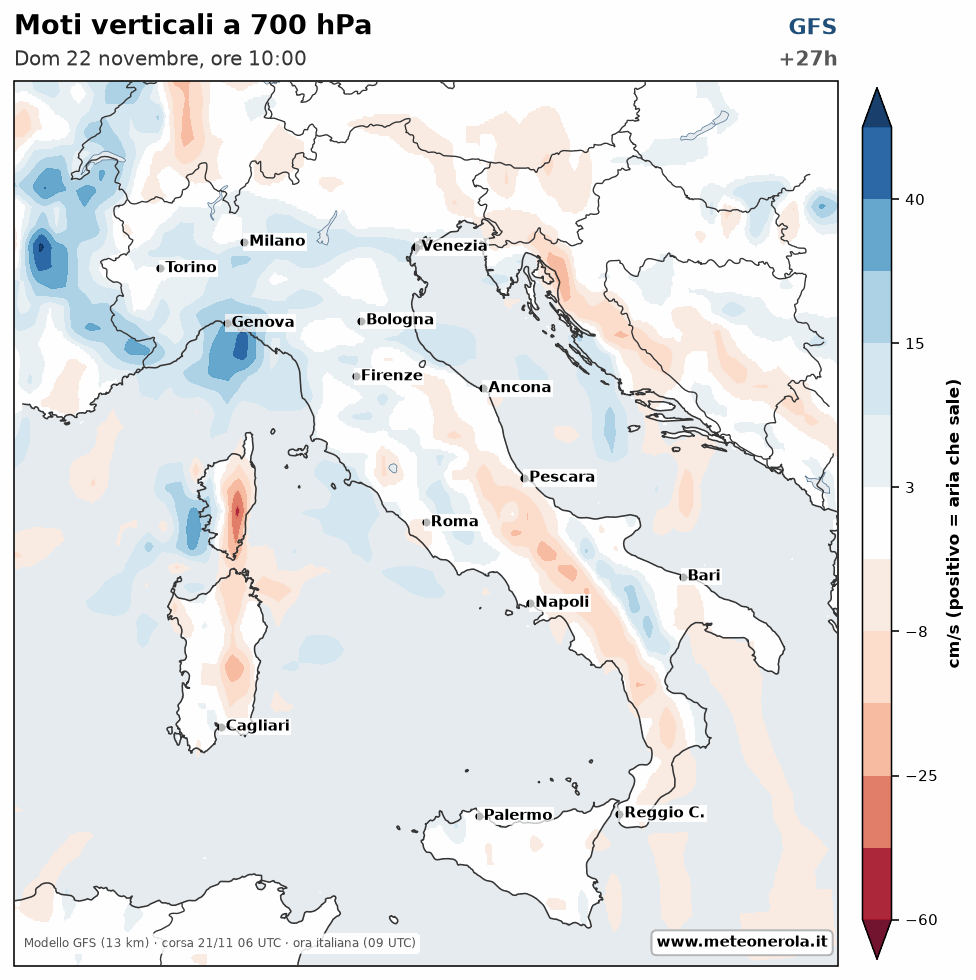 Moti verticali a 700 hPa
GFS
Dom 22 novembre, ore 10:00
+27h
Milano
Venezia
Torino
Genova
Bologna
Firenze
Ancona
Pescara
Roma
Bari
Napoli
Cagliari
Palermo
Reggio C.
40
15
3
−8
−25
−60
cm/s (positivo = aria che sale)
Modello GFS (13 km) · corsa 21/11 06 UTC · ora italiana (09 UTC)
www.meteonerola.it